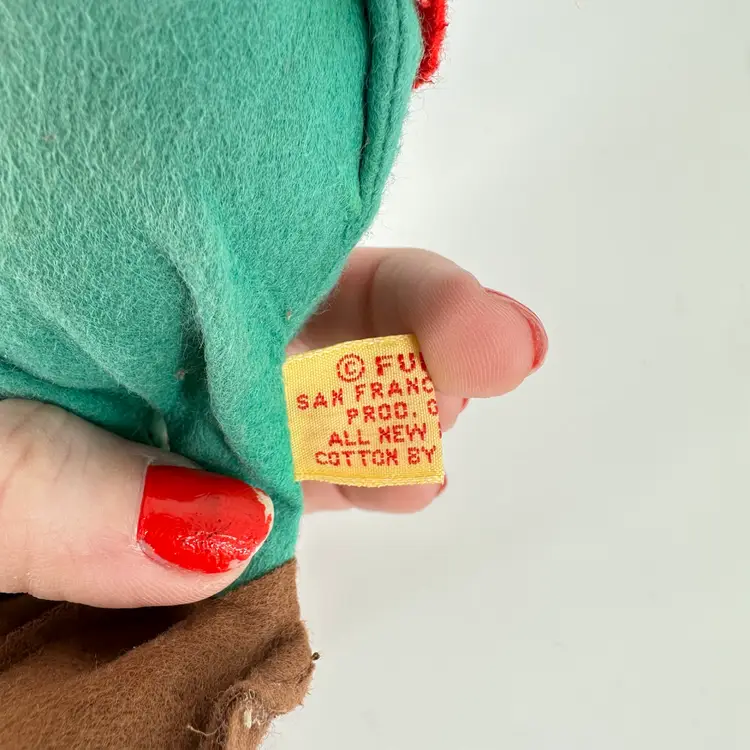 © FU
SAN FRANC
PROD. 
ALL NEW
COTTON BY